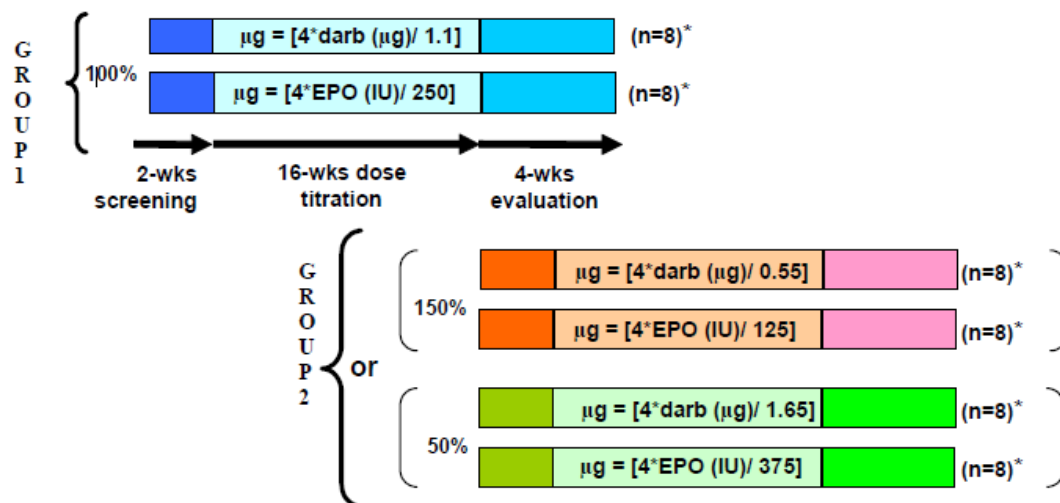 GROUP1
100%
μg = [4*darb (μg)/ 1.1]
(n=8)*
μg = [4*EPO (IU)/ 250]
(n=8)*
2-wks
screening
16-wks dose
titration
4-wks
evaluation
GROUP2
or
150%
μg = [4*darb (μg)/ 0.55]
(n=8)*
μg = [4*EPO (IU)/ 125]
(n=8)*
50%
μg = [4*darb (μg)/ 1.65]
(n=8)*
μg = [4*EPO (IU)/ 375]
(n=8)*